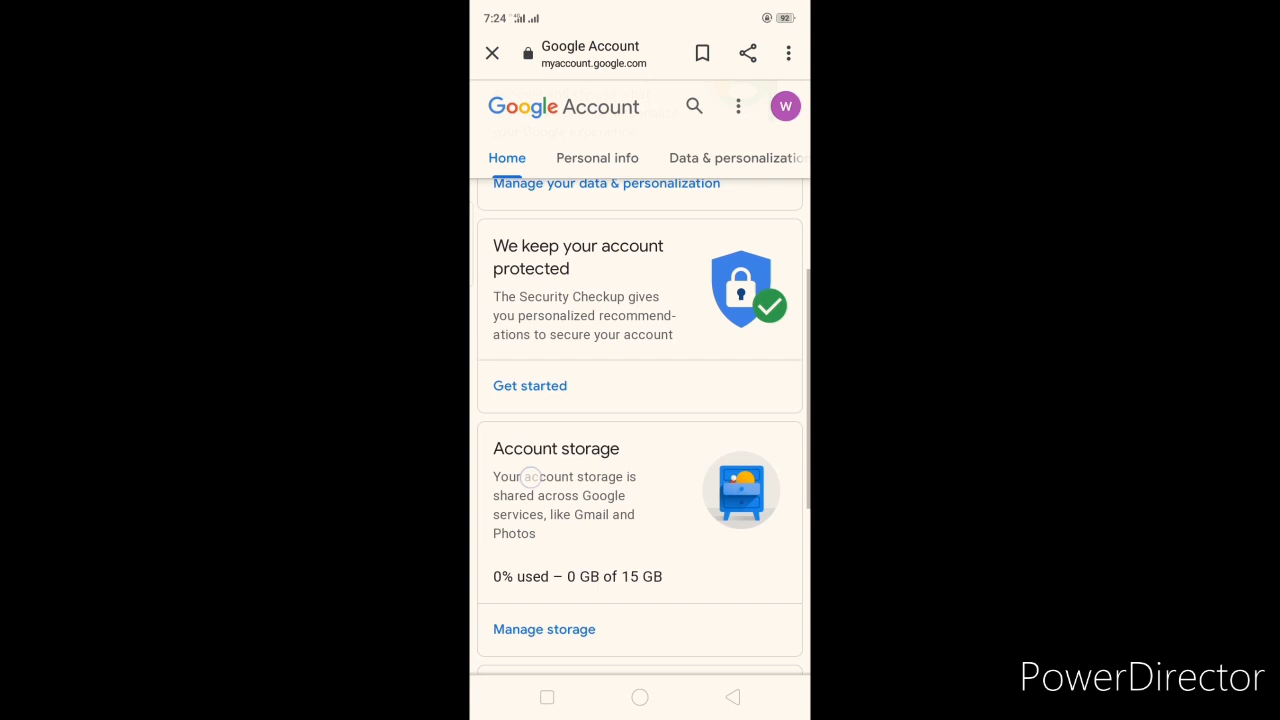 7:24
92
Google Account
myaccount.google.com
Google Account
W
Home Personal info Data & personalizatio
Manage your data & personalization
We keep your account
protected
The Security Checkup gives
you personalized recommend-
ations to secure your account
Get started
Account storage
Your account storage is
shared across Google
services, like Gmail and
Photos
0% used – 0 GB of 15 GB
Manage storage
PowerDirector